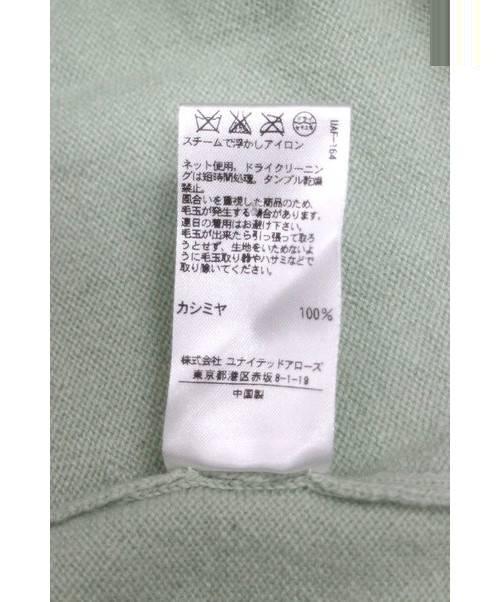 UAF-164
スチームで浮かしアイロン
ネット使用，ドライクリーニン
グは短時間処理，タンブル乾燥
禁止。
風合いを重視した商品のため、
毛玉が発生する場合があります。
連日の着用はお避け下さい。
毛玉が出来たら引っ張って取ろ
うとせず、生地をいためないよ
うに毛玉取り器やハサミなどで
取り除いてください。
カシミヤ 100%
株式会社 ユナイテッドアローズ
東京都港区赤坂8-1-19
中国製